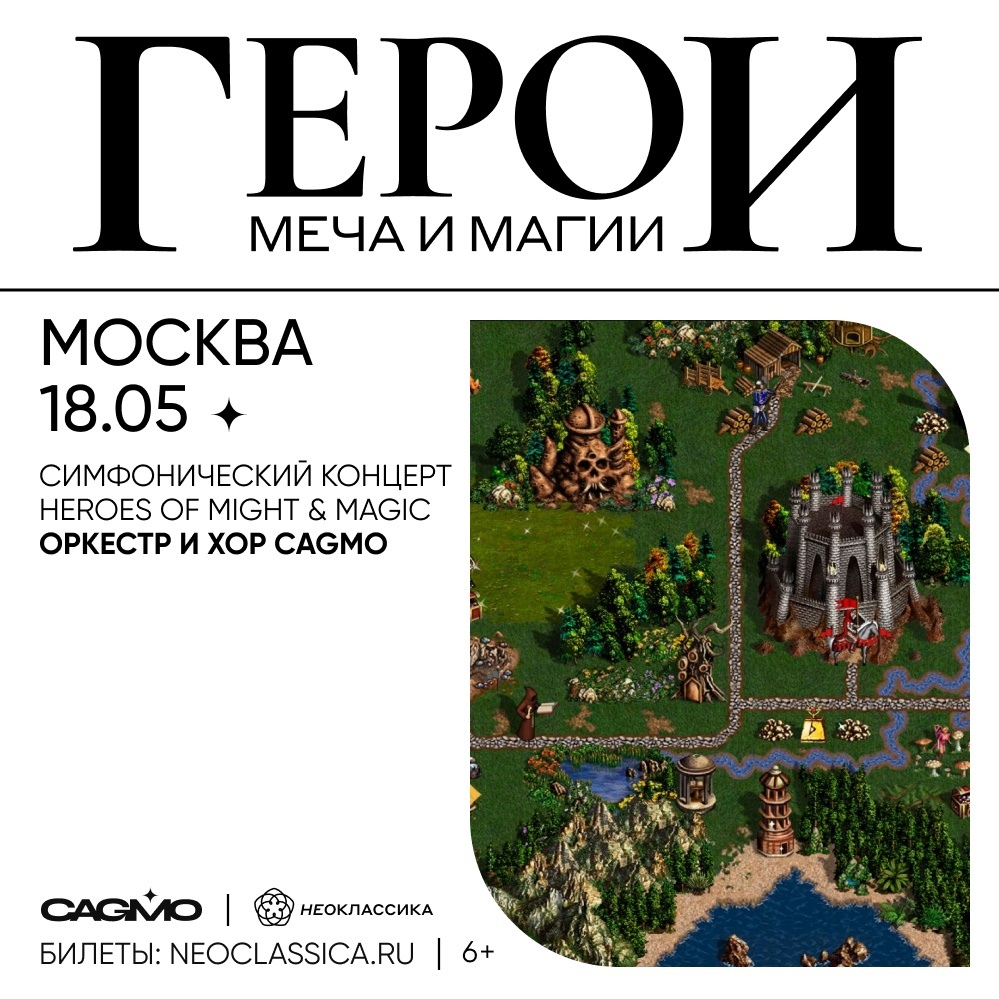 ГЕРОИ
МЕЧА И МАГИИ
МОСКВА
18.05
СИМФОНИЧЕСКИЙ КОНЦЕРТ
HEROES OF MIGHT & MAGIC
ОРКЕСТР И ХОР CAGMO
CAGMO | НЕОКЛАССИКА
БИЛЕТЫ: NEOCLASSICA.RU | 6+